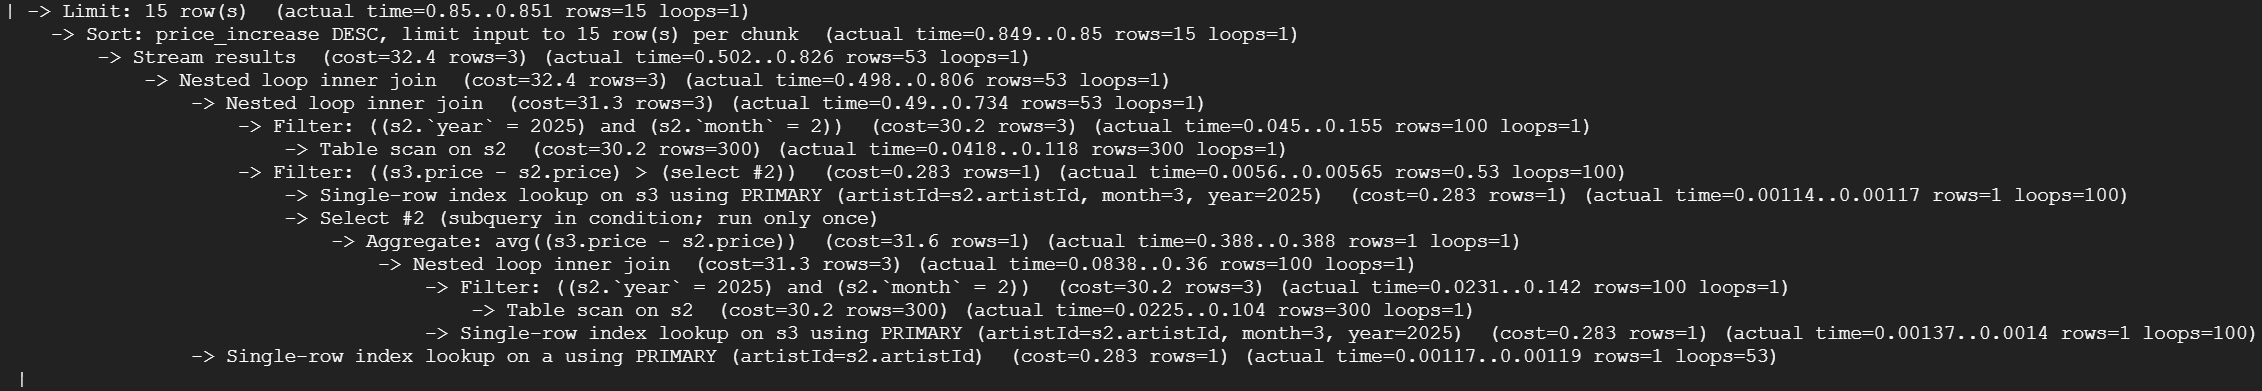 | -> Limit: 15 row(s)  (actual time=0.85..0.851 rows=15 loops=1)
    -> Sort: price_increase DESC, limit input to 15 row(s) per chunk  (actual time=0.849..0.85 rows=15 loops=1)
        -> Stream results  (cost=32.4 rows=3) (actual time=0.502..0.826 rows=53 loops=1)
            -> Nested loop inner join  (cost=32.4 rows=3) (actual time=0.498..0.806 rows=53 loops=1)
                -> Nested loop inner join  (cost=31.3 rows=3) (actual time=0.49..0.734 rows=53 loops=1)
                    -> Filter: ((s2.`year` = 2025) and (s2.`month` = 2))  (cost=30.2 rows=3) (actual time=0.045..0.155 rows=100 loops=1)
                        -> Table scan on s2  (cost=30.2 rows=300) (actual time=0.0418..0.118 rows=300 loops=1)
                    -> Filter: ((s3.price - s2.price) > (select #2))  (cost=0.283 rows=1) (actual time=0.0056..0.00565 rows=0.53 loops=100)
                        -> Single-row index lookup on s3 using PRIMARY (artistId=s2.artistId, month=3, year=2025)  (cost=0.283 rows=1) (actual time=0.00114..0.00117 rows=1 loops=100)
                        -> Select #2 (subquery in condition; run only once)
                            -> Aggregate: avg((s3.price - s2.price))  (cost=31.6 rows=1) (actual time=0.388..0.388 rows=1 loops=1)
                                -> Nested loop inner join  (cost=31.3 rows=3) (actual time=0.0838..0.36 rows=100 loops=1)
                                    -> Filter: ((s2.`year` = 2025) and (s2.`month` = 2))  (cost=30.2 rows=3) (actual time=0.0231..0.142 rows=100 loops=1)
                                        -> Table scan on s2  (cost=30.2 rows=300) (actual time=0.0225..0.104 rows=300 loops=1)
                                    -> Single-row index lookup on s3 using PRIMARY (artistId=s2.artistId, month=3, year=2025)  (cost=0.283 rows=1) (actual time=0.00137..0.0014 rows=1 loops=100)
                -> Single-row index lookup on a using PRIMARY (artistId=s2.artistId)  (cost=0.283 rows=1) (actual time=0.00117..0.00119 rows=1 loops=53)
 |